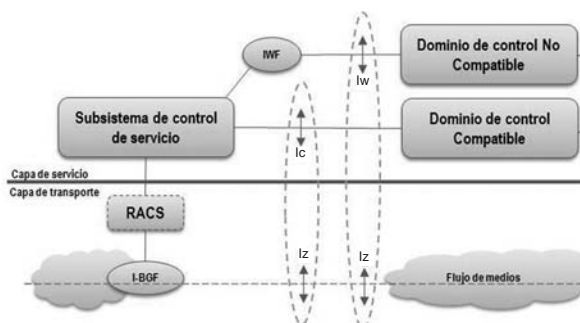 IWF
Dominio de control No
Compatible
Iw
Subsistema de control
de servicio
Dominio de control
Compatible
Ic
Capa de servicio
Capa de transporte
RACS
Iz
Iz
I-BGF
Flujo de medios